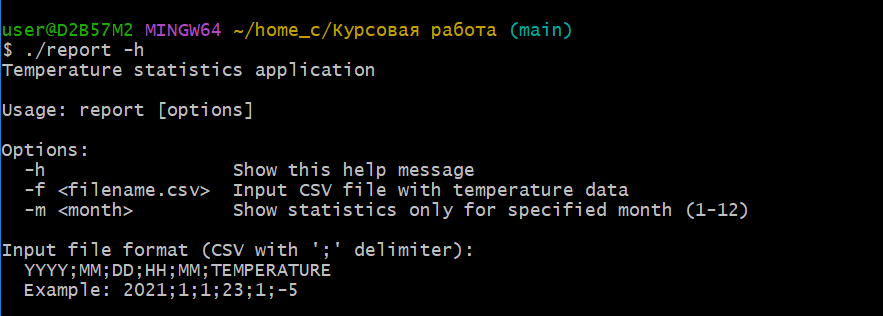 user@D2B57M2 MINGW64 ~/home_c/Курсовая работа (main)
$ ./report -h
Temperature statistics application
Usage: report [options]
Options:
-h Show this help message
-f <filename.csv> Input CSV file with temperature data
-m <month> Show statistics only for specified month (1-12)
Input file format (CSV with ';' delimiter):
YYYY;MM;DD;HH;MM;TEMPERATURE
Example: 2021;1;1;23;1;-5